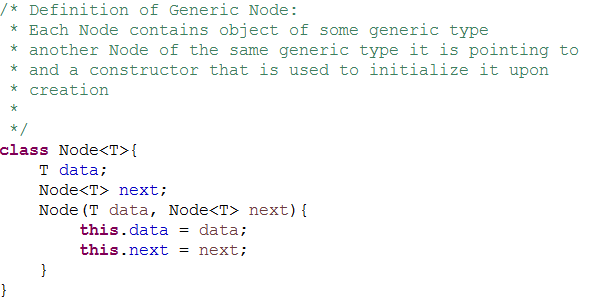 /* Definition of Generic Node:
 * Each Node contains object of some generic type
 * another Node of the same generic type it is pointing to
 * and a constructor that is used to initialize it upon
 * creation
 *
 */
class Node<T>{
    T data;
    Node<T> next;
    Node(T data, Node<T> next){
        this.data = data;
        this.next = next;
    }
}